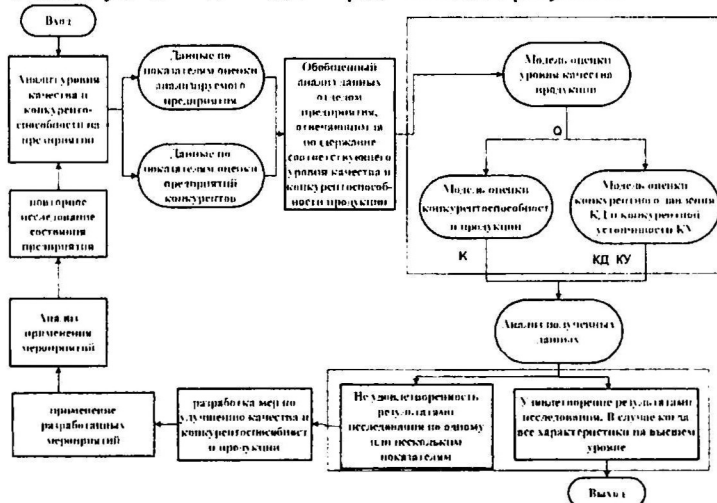 Вход
Анализ уровня
качества и
конкуренто-
способности на
предприятии
Данные по
показателям оценки
анализируемого
предприятия
Данные по
показателям оценки
предприятий
конкурентов
Обобщенный
анализ данных
отделом
предприятия,
отвечающим за
поддержание
соответствующего
уровня качества и
конкурентоспособ-
ности продукции
Модель оценки
уровня качества
продукции
Q
Модель оценки
конкурентоспособност
и продукции
Модель оценки
конкурентного давления
КД и конкурентной
устойчивости КУ
К
КД КУ
Анализ полученных
данных
Не удовлетворенность
результатами
исследования по одному
или нескольким
показателям
Удовлетворение результатами
исследования. В случае когда
все характеристики на высшем
уровне
Выход
разработка мер по
улучшению качества и
конкурентоспособност
и продукции
применение
разработанных
мероприятий
Анализ
применения
мероприятий
повторное
исследование
состояния
предприятия